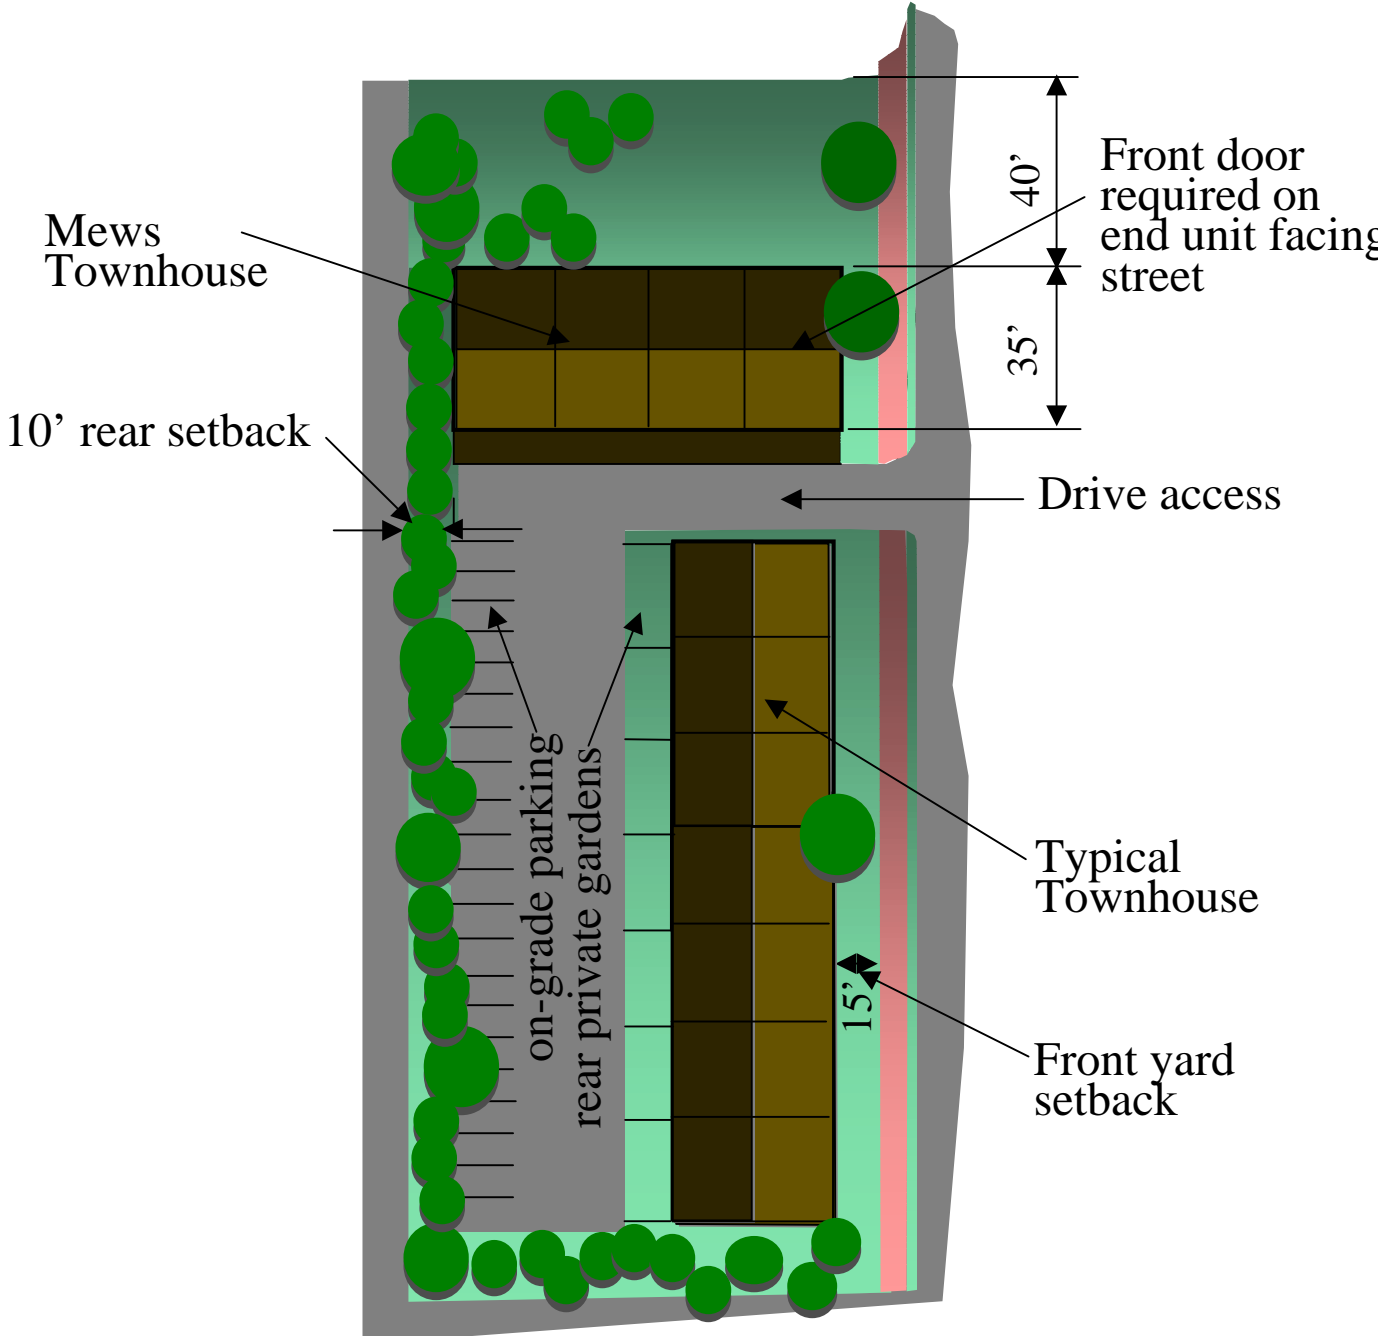 Front door
required on
end unit facing
street
40’
Mews
Townhouse
35’
10’ rear setback
Drive access
on-grade parking
rear private gardens
Typical
Townhouse
15’
Front yard
setback